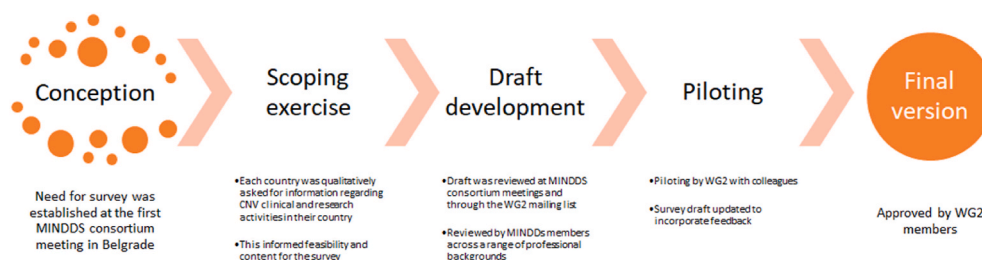 Conception
Need for survey was
established at the first
MINDDS consortium
meeting in Belgrade
Scoping
exercise
•Each country was qualitatively
asked for information regarding
CNV clinical and research
activities in their country
•This informed feasibility and
content for the survey
Draft
development
•Draft was reviewed at MINDDS
consortium meetings and
through the WG2 mailing list
•Reviewed by MINDDs members
across a range of professional
backgrounds
Piloting
•Piloting by WG2 with colleagues
•Survey draft updated to
incorporate feedback
Final
version
Approved by WG2
members